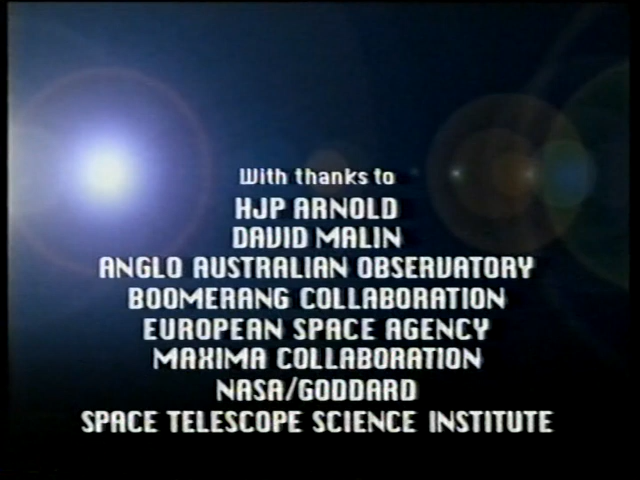 With thanks to
HJP ARNOLD
DAVID MALIN
ANGLO AUSTRALIAN OBSERVATORY
BOOMERANG COLLABORATION
EUROPEAN SPACE AGENCY
MAXIMA COLLABORATION
NASA/GODDARD
SPACE TELESCOPE SCIENCE INSTITUTE